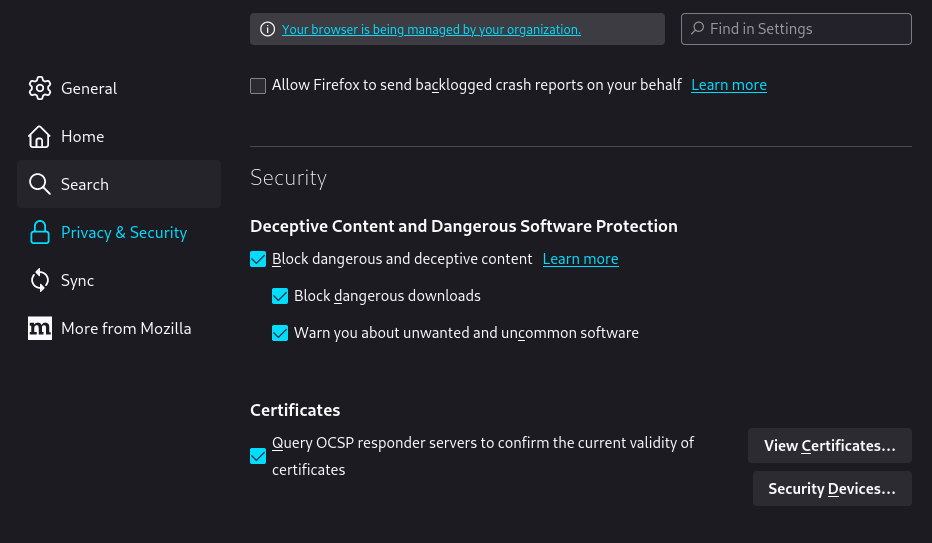 Your browser is being managed by your organization.
Find in Settings
General
Home
Search
Privacy & Security
Sync
m
More from Mozilla
Allow Firefox to send backlogged crash reports on your behalf Learn more
Security
Deceptive Content and Dangerous Software Protection
Block dangerous and deceptive content Learn more
Block dangerous downloads
Warn you about unwanted and uncommon software
Certificates
Query OCSP responder servers to confirm the current validity of
certificates
View Certificates...
Security Devices...